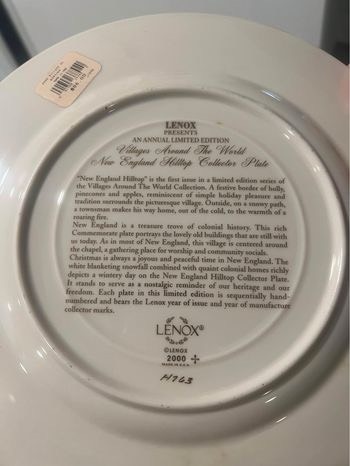 LENOX
PRESENTS
AN ANNUAL LIMITED EDITION
Villages Around The World
New England Hilltop Collector Plate
"New England Hilltop" is the first issue in a limited edition series of
the Villages Around The World Collection. A festive border of holly,
pinecones and apples, reminiscent of simple holiday pleasure and
tradition surrounds the picturesque village. Outside, on a snowy path,
a townsman makes his way home, out of the cold, to the warmth of a
roaring fire.
New England is a treasure trove of colonial history. This rich
Commemorate plate portrays the lovely old buildings that are still with
us today. As in most of New England, this village is centered around
the chapel, a gathering place for worship and community socials.
Christmas is always a joyous and peaceful time in New England. The
white blanketing snowfall combined with quaint colonial homes richly
depicts a wintery day on the New England Hilltop Collector Plate.
It stands to serve as a nostalgic reminder of our heritage and our
freedom. Each plate in this limited edition is sequentially hand-
numbered and bears the Lenox year of issue and year of manufacture
collector marks.
LENOX®
©LENOX
2000
MADE IN U.S.A.
H763